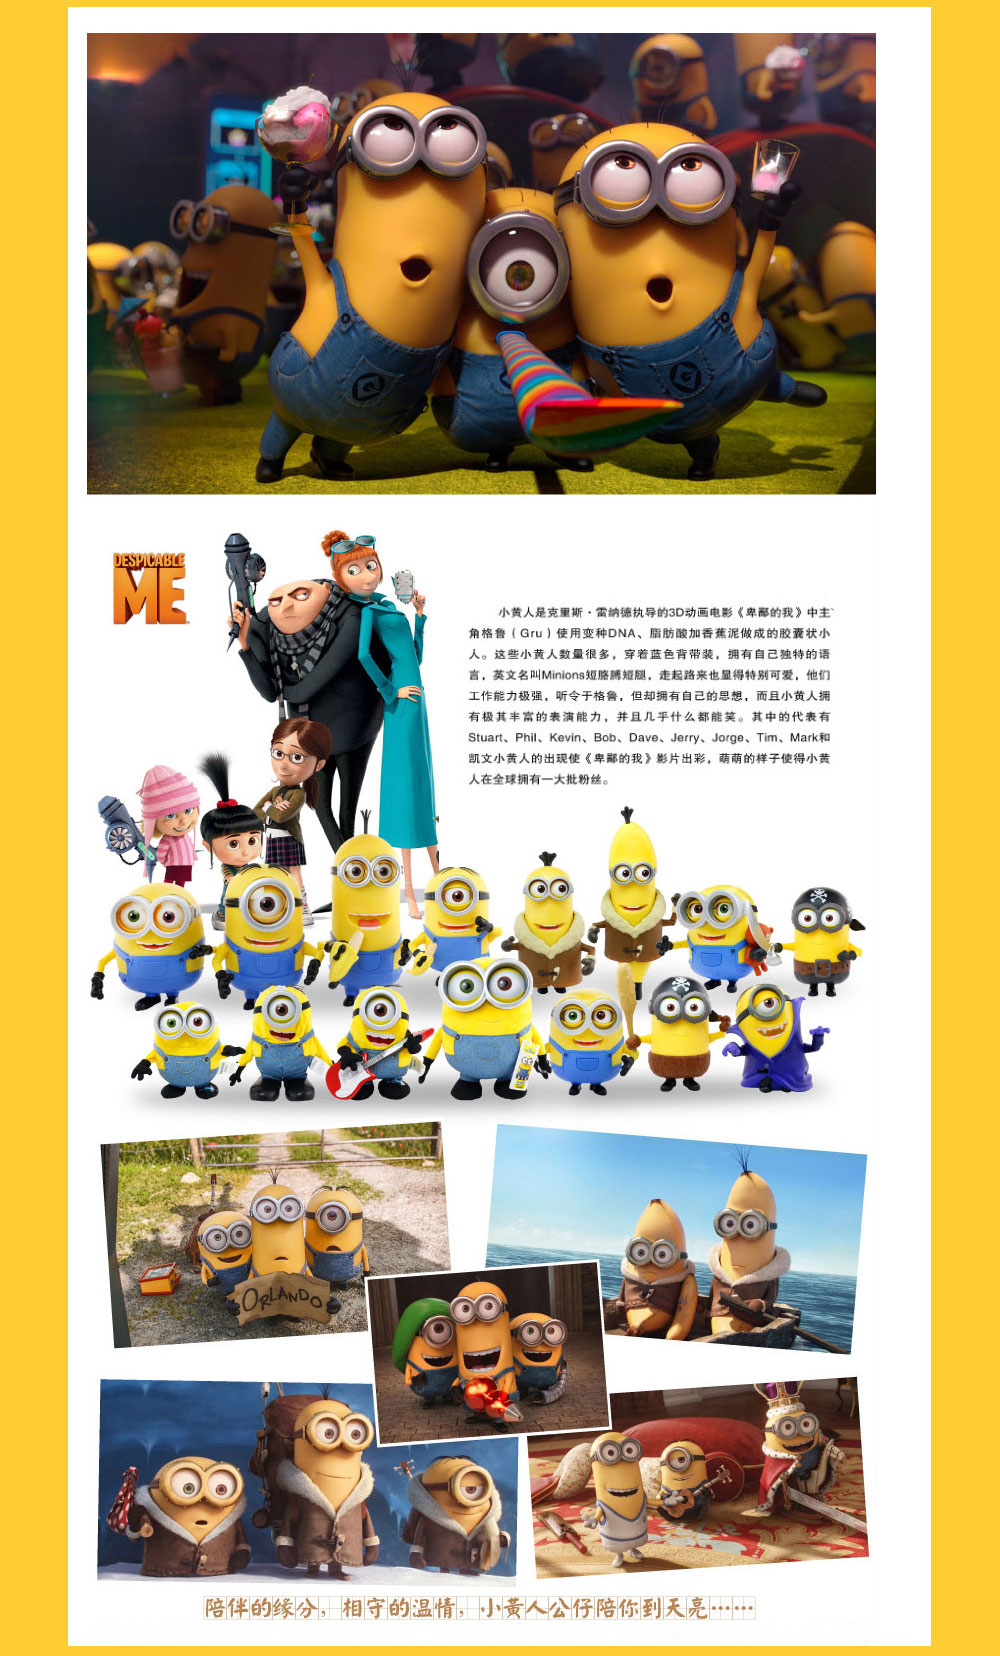 DESPICABLE
ME
小黄人是克里斯·雷纳德执导的3D动画电影《卑鄙的我》中主
角格鲁（Gru）使用变种DNA、脂肪酸加香蕉泥做成的胶囊状小
人。这些小黄人数量很多，穿着蓝色背带装，拥有自己独特的语
言，英文名叫Minions短胳膊短腿，走起路来也显得特别可爱，他们
工作能力极强，听令于格鲁，但却拥有自己的思想，而且小黄人拥
有极其丰富的表演能力，并且几乎什么都能笑。其中的代表有
Stuart、Phil、Kevin、Bob、Dave、Jerry、Jorge、Tim、Mark和
凯文小黄人的出现使《卑鄙的我》影片出彩，萌萌的样子使得小黄
人在全球拥有一大批粉丝。
ORLANDO
陪伴的缘分，相守的温情，小黄人公仔陪你到天亮……